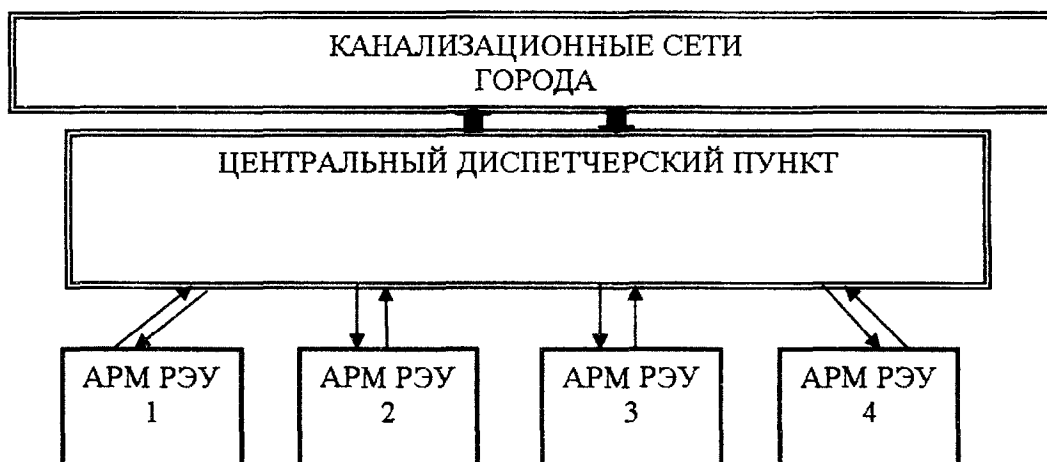 КАНАЛИЗАЦИОННЫЕ СЕТИ
ГОРОДА
ЦЕНТРАЛЬНЫЙ ДИСПЕТЧЕРСКИЙ ПУНКТ
АРМ РЭУ
1
АРМ РЭУ
2
АРМ РЭУ
3
АРМ РЭУ
4